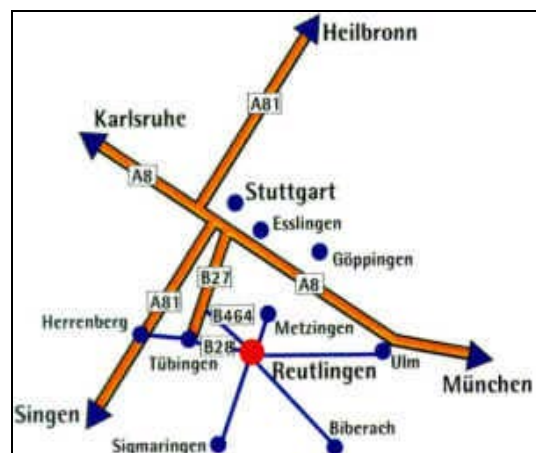 Heilbronn
A81
Karlsruhe
A8
Stuttgart
Esslingen
Göppingen
B27
A8
A81
B464
Herrenberg
Metzingen
Tübingen
B28
Reutlingen
Ulm
München
Singen
Sigmaringen
Biberach